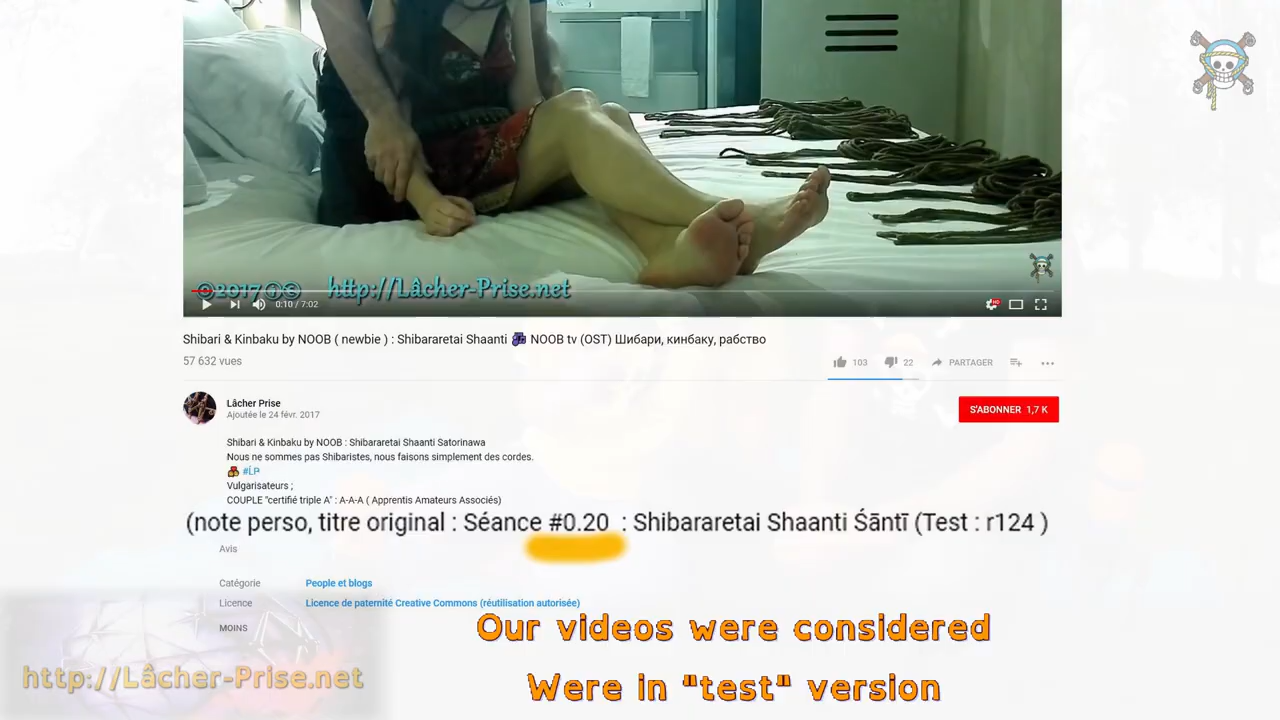 ©2017 http://Lâcher-Prise.net
0:10 / 7:02
HD
Shibari & Kinbaku by NOOB ( newbie ) : Shibararetai Shaanti NOOB tv (OST) Шибари, кинбаку, рабство
57 632 vues
103 22 PARTAGER
Lâcher Prise
Ajoutée le 24 févr. 2017
S'ABONNER 1,7 K
Shibari & Kinbaku by NOOB : Shibararetai Shaanti Satorinawa
Nous ne sommes pas Shibaristes, nous faisons simplement des cordes.
Vulgarisateurs ;
COUPLE "certifié triple A" : A-A-A ( Apprentis Amateurs Associés)
(note perso, titre original : Séance #0.20 : Shibararetai Shaanti Śāntī (Test : r124 )
Avis
Catégorie People et blogs
Licence Licence de paternité Creative Commons (réutilisation autorisée)
MOINS
Our videos were considered
Were in "test" version
http://Lâcher-Prise.net